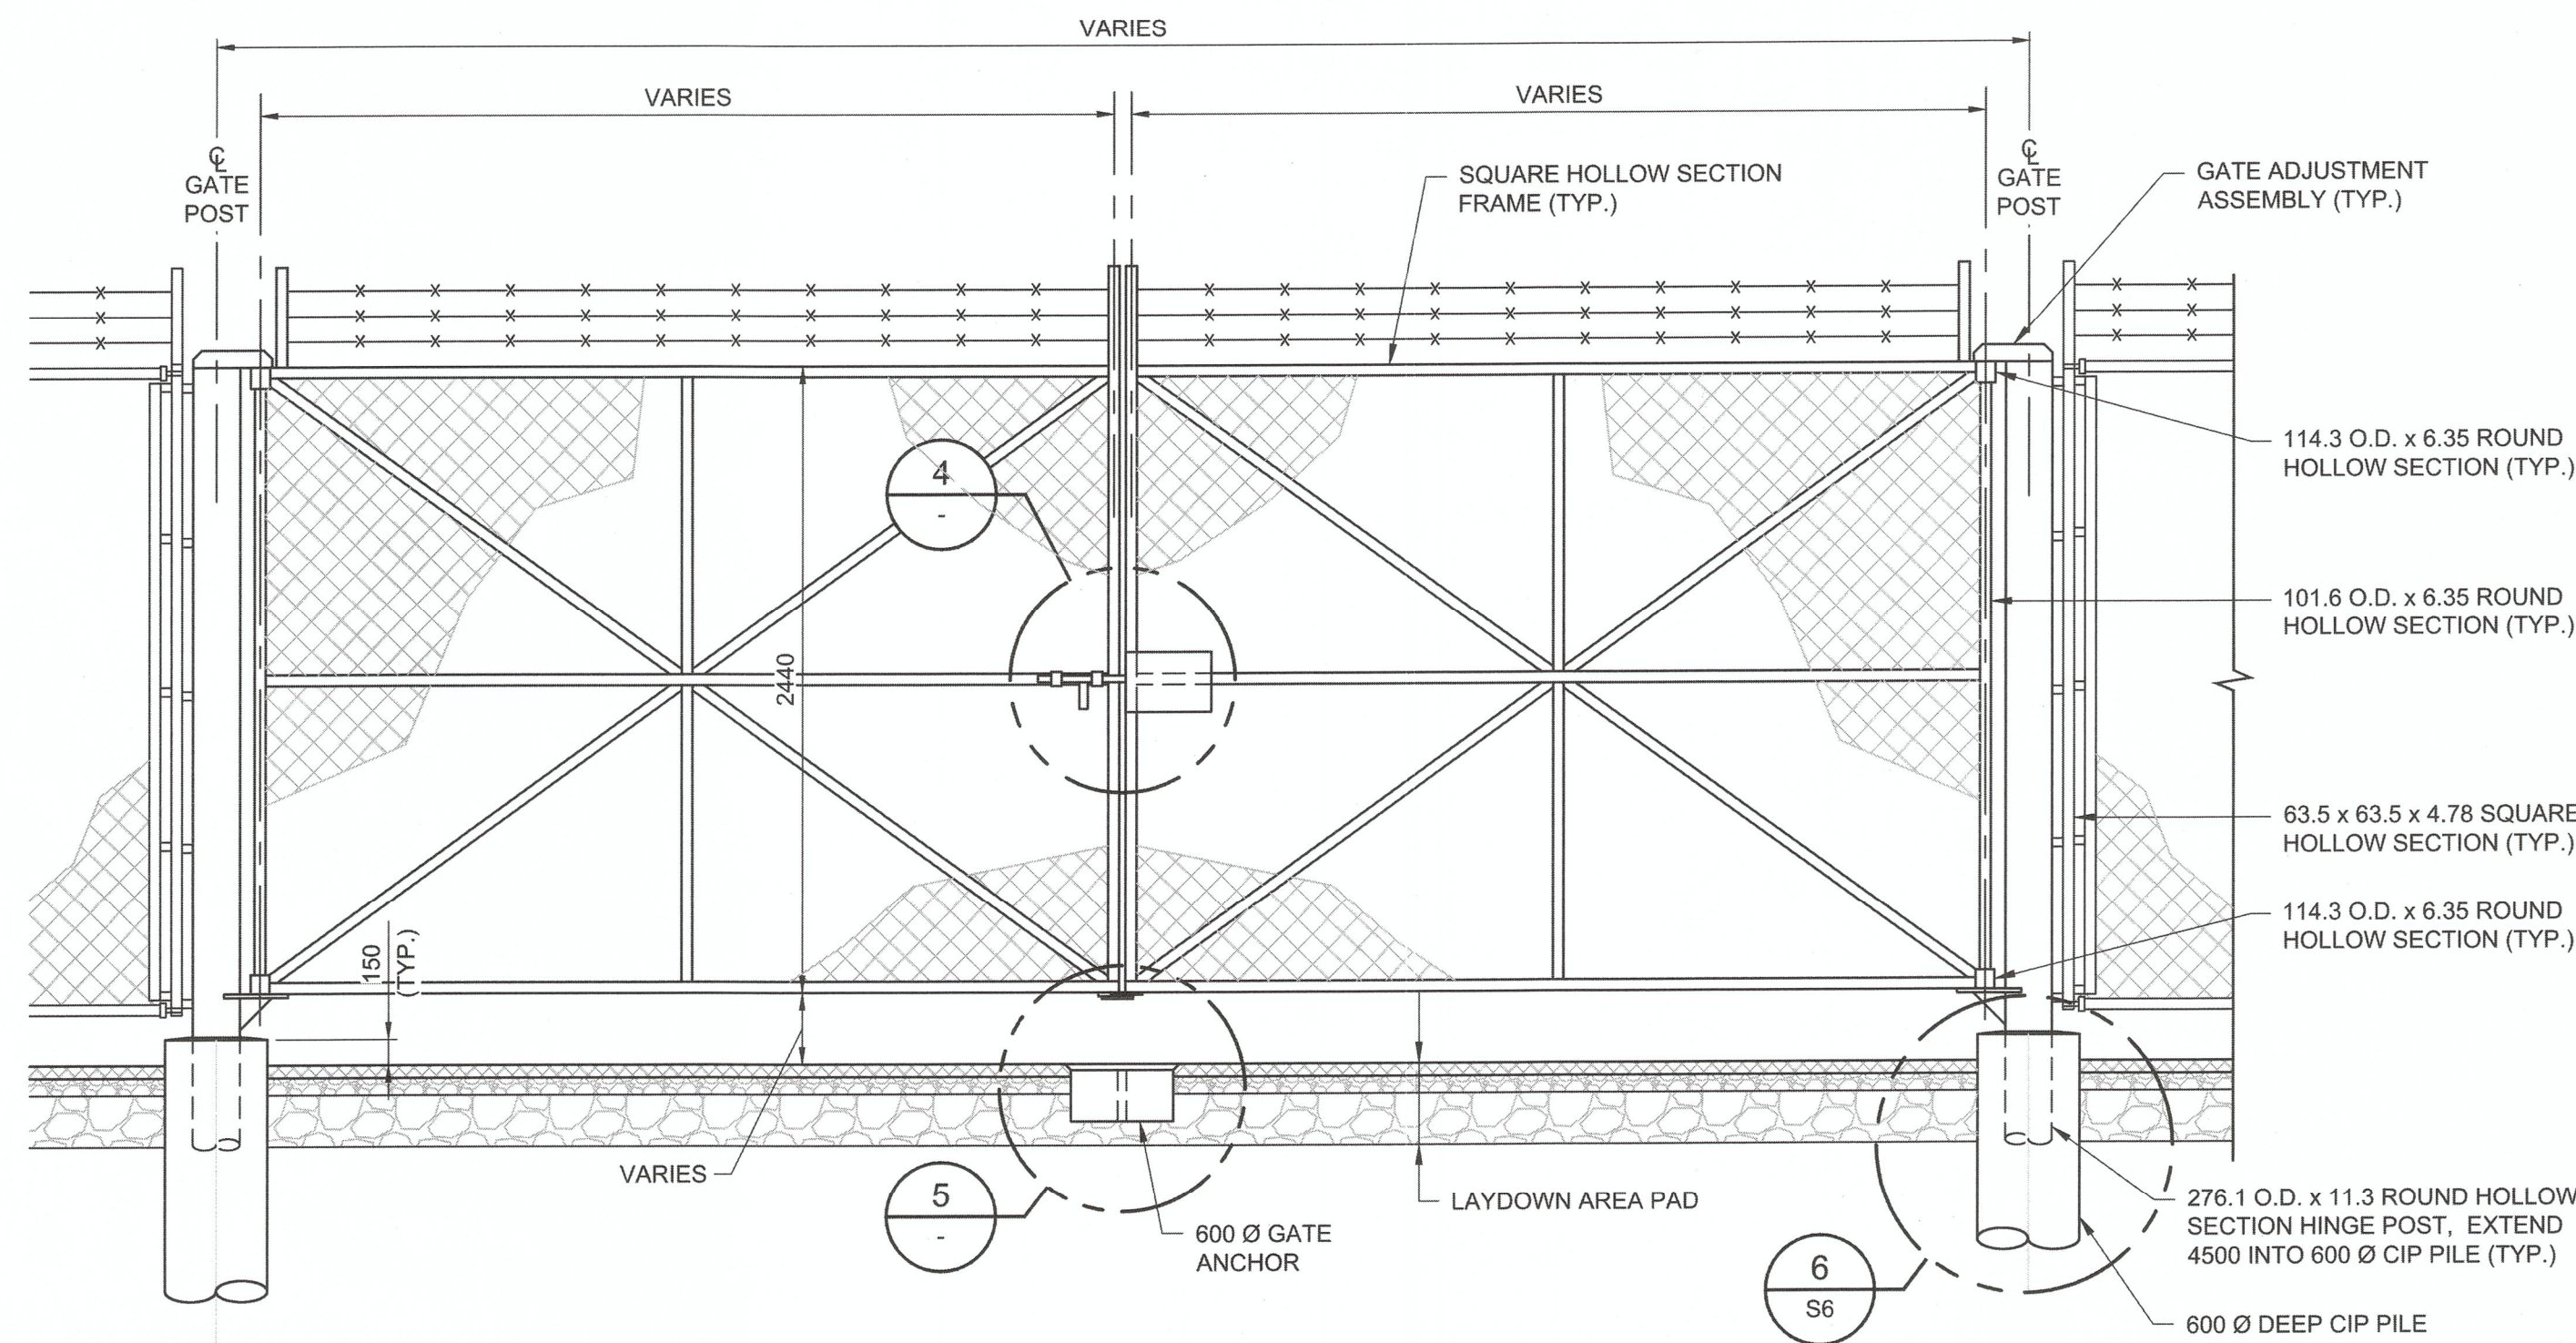 VARIES
VARIES
VARIES
℄
GATE
POST
SQUARE HOLLOW SECTION
FRAME (TYP.)
℄
GATE
POST
GATE ADJUSTMENT
ASSEMBLY (TYP.)
114.3 O.D. x 6.35 ROUND
HOLLOW SECTION (TYP.)
4
-
101.6 O.D. x 6.35 ROUND
HOLLOW SECTION (TYP.)
2440
63.5 x 63.5 x 4.78 SQUARE
HOLLOW SECTION (TYP.)
114.3 O.D. x 6.35 ROUND
HOLLOW SECTION (TYP.)
150
(TYP.)
VARIES
5
-
600 Ø GATE
ANCHOR
LAYDOWN AREA PAD
6
S6
276.1 O.D. x 11.3 ROUND HOLLOW
SECTION HINGE POST, EXTEND
4500 INTO 600 Ø CIP PILE (TYP.)
600 Ø DEEP CIP PILE